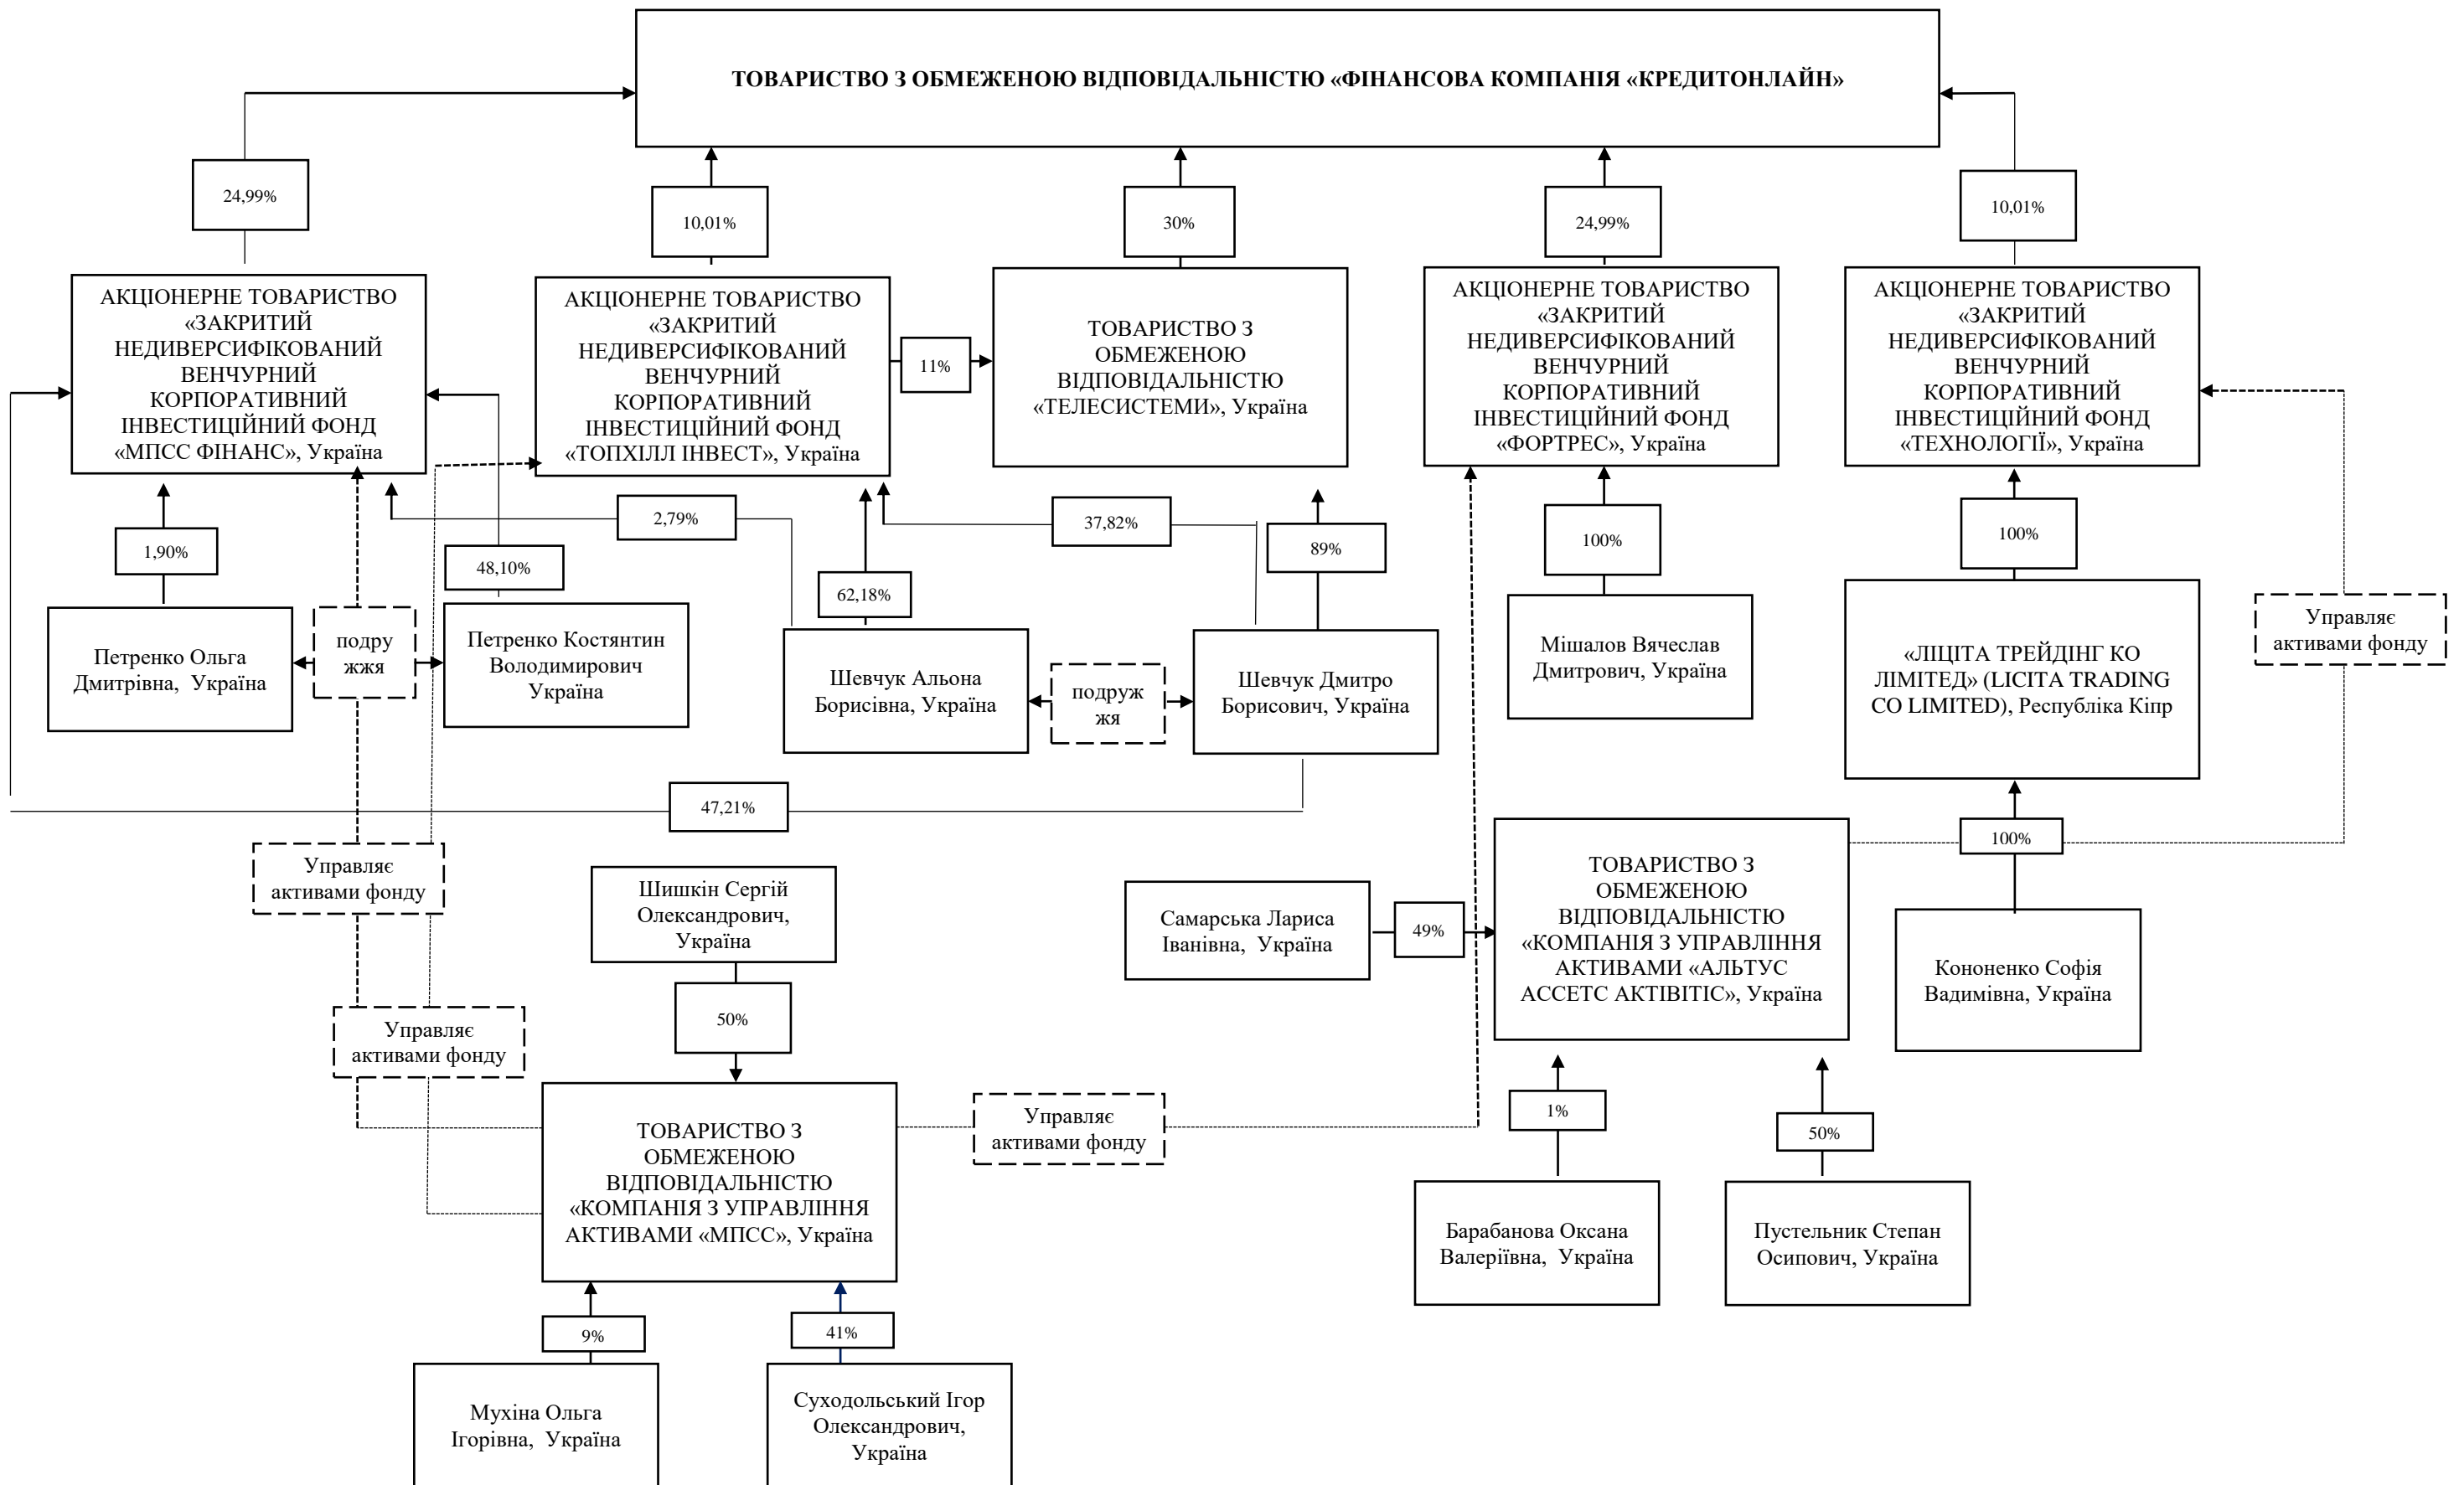 ТОВАРИСТВО З ОБМЕЖЕНОЮ ВІДПОВІДАЛЬНІСТЮ «ФІНАНСОВА КОМПАНІЯ «КРЕДИТОНЛАЙН»
24,99%
10,01%
30%
24,99%
10,01%
АКЦІОНЕРНЕ ТОВАРИСТВО
«ЗАКРИТИЙ
НЕДИВЕРСИФІКОВАНИЙ
ВЕНЧУРНИЙ
КОРПОРАТИВНИЙ
ІНВЕСТИЦІЙНИЙ ФОНД
«МПСС ФІНАНС», Україна
АКЦІОНЕРНЕ ТОВАРИСТВО
«ЗАКРИТИЙ
НЕДИВЕРСИФІКОВАНИЙ
ВЕНЧУРНИЙ
КОРПОРАТИВНИЙ
ІНВЕСТИЦІЙНИЙ ФОНД
«ТОПХІЛЛ ІНВЕСТ», Україна
11%
ТОВАРИСТВО З
ОБМЕЖЕНОЮ
ВІДПОВІДАЛЬНІСТЮ
«ТЕЛЕСИСТЕМИ», Україна
АКЦІОНЕРНЕ ТОВАРИСТВО
«ЗАКРИТИЙ
НЕДИВЕРСИФІКОВАНИЙ
ВЕНЧУРНИЙ
КОРПОРАТИВНИЙ
ІНВЕСТИЦІЙНИЙ ФОНД
«ФОРТРЕС», Україна
АКЦІОНЕРНЕ ТОВАРИСТВО
«ЗАКРИТИЙ
НЕДИВЕРСИФІКОВАНИЙ
ВЕНЧУРНИЙ
КОРПОРАТИВНИЙ
ІНВЕСТИЦІЙНИЙ ФОНД
«ТЕХНОЛОГІЇ», Україна
1,90%
48,10%
2,79%
62,18%
37,82%
89%
100%
100%
Петренко Ольга
Дмитрівна, Україна
подру
жжя
Петренко Костянтин
Володимирович
Україна
Шевчук Альона
Борисівна, Україна
подруж
жя
Шевчук Дмитро
Борисович, Україна
Мішалов Вячеслав
Дмитрович, Україна
«ЛІЦІТА ТРЕЙДІНГ КО
ЛІМІТЕД» (LICITA TRADING
CO LIMITED), Республіка Кіпр
Управляє
активами фонду
47,21%
Управляє
активами фонду
Шишкін Сергій
Олександрович,
Україна
Самарська Лариса
Іванівна, Україна
49%
ТОВАРИСТВО З
ОБМЕЖЕНОЮ
ВІДПОВІДАЛЬНІСТЮ
«КОМПАНІЯ З УПРАВЛІННЯ
АКТИВАМИ «АЛЬТУС
АССЕТС АКТІВІТІС», Україна
100%
Кононенко Софія
Вадимівна, Україна
Управляє
активами фонду
50%
ТОВАРИСТВО З
ОБМЕЖЕНОЮ
ВІДПОВІДАЛЬНІСТЮ
«КОМПАНІЯ З УПРАВЛІННЯ
АКТИВАМИ «МПСС», Україна
Управляє
активами фонду
1%
50%
Барабанова Оксана
Валеріївна, Україна
Пустельник Степан
Осипович, Україна
9%
41%
Мухіна Ольга
Ігорівна, Україна
Суходольський Ігор
Олександрович,
Україна